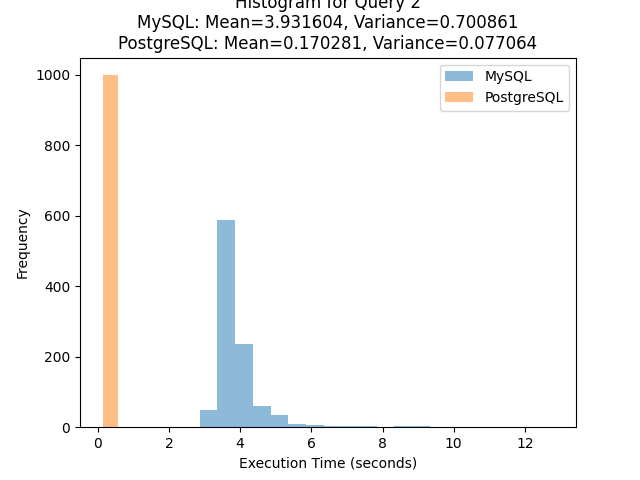 Histogram for Query 2
MySQL: Mean=3.931604, Variance=0.700861
PostgreSQL: Mean=0.170281, Variance=0.077064
MySQL
PostgreSQL
1000
800
600
400
200
0
Frequency
0 2 4 6 8 10 12
Execution Time (seconds)